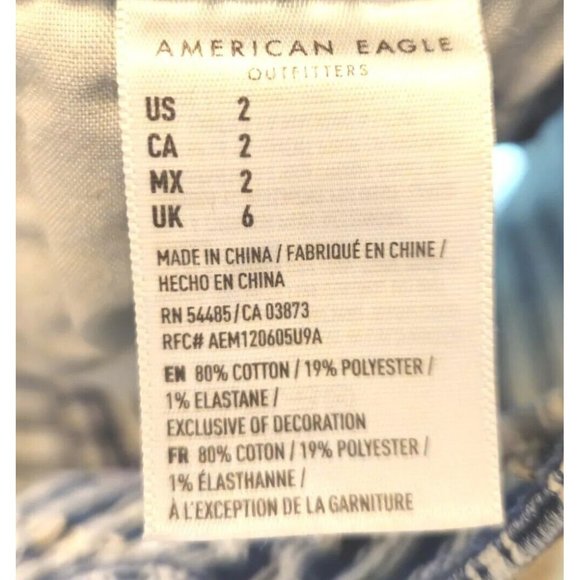 AMERICAN EAGLE
OUTFITTERS
US 2
CA 2
MX 2
UK 6
MADE IN CHINA / FABRIQUÉ EN CHINE /
HECHO EN CHINA
RN 54485 / CA 03873
RFC# AEM120605U9A
EN 80% COTTON / 19% POLYESTER /
1% ELASTANE /
EXCLUSIVE OF DECORATION
FR 80% COTON / 19% POLYESTER /
1% ÉLASTHANNE /
À L'EXCEPTION DE LA GARNITURE